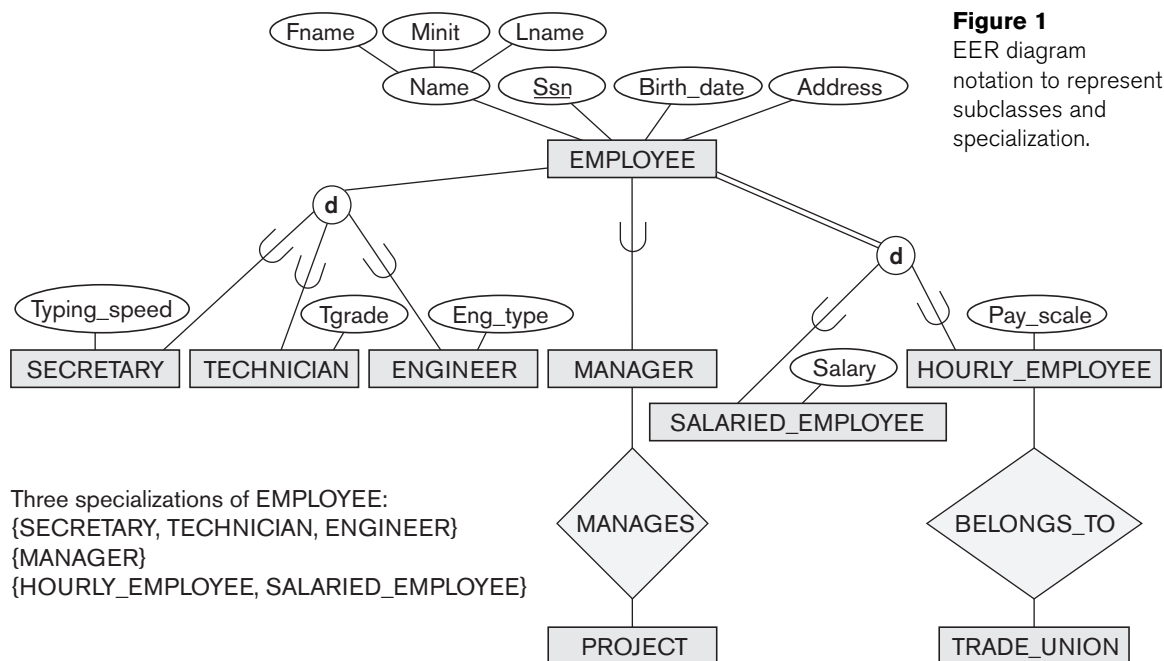 Figure 1
EER diagram
notation to represent
subclasses and
specialization.
Fname
Minit
Lname
Name
Ssn
Birth_date
Address
EMPLOYEE
d
d
Typing_speed
Tgrade
Eng_type
Pay_scale
SECRETARY
TECHNICIAN
ENGINEER
MANAGER
Salary
HOURLY_EMPLOYEE
SALARIED_EMPLOYEE
Three specializations of EMPLOYEE:
{SECRETARY, TECHNICIAN, ENGINEER}
{MANAGER}
{HOURLY_EMPLOYEE, SALARIED_EMPLOYEE}
MANAGES
BELONGS_TO
PROJECT
TRADE_UNION